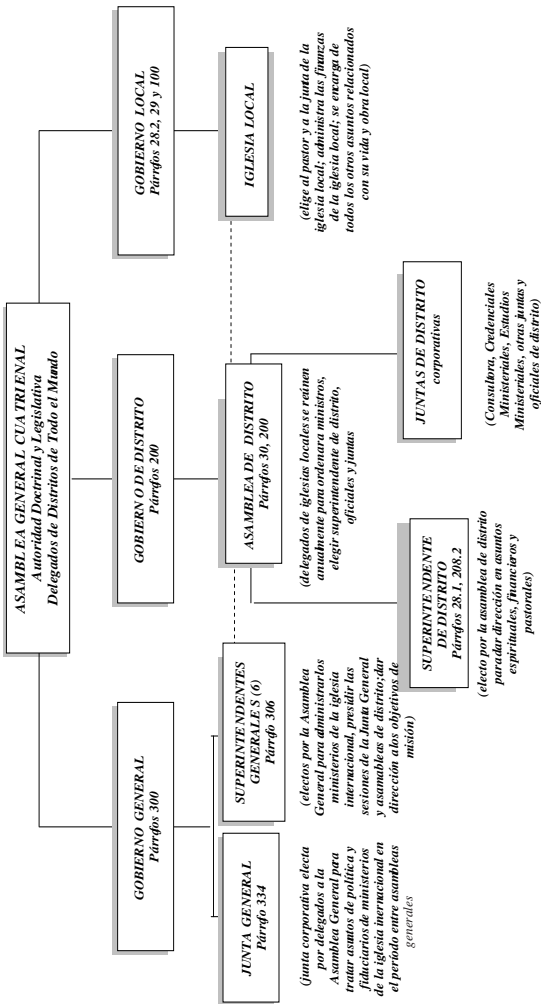 ASAMBLEA GENERAL CUATRIENAL
Autoridad Doctrinal y Legislativa
Delegados de Distritos de Todo el Mundo
GOBIERNO GENERAL
Párrafos 300
GOBIERNO DE DISTRITO
Párrafos 200
GOBIERNO LOCAL
Párrafos 28.2, 29 y 100
JUNTA GENERAL
Párrafo 334
(junta corporativa electa
por delegados a la
Asamblea General para
tratar asuntos de política y
fiduciarios de ministerios
de la iglesia inernacional en
el período entre asambleas
generales
SUPERINTENDENTES
GENERALES (6)
Párrafo 306
(electos por la Asamblea
General para administrar los
ministerios de la iglesia
internacional, presidir las
sesiones de la Junta General
y asamableas de distrito; dar
dirección a los objetivos de
misión)
ASAMBLEA DE DISTRITO
Párrafos 30, 200
(delegados de iglesias locales se reúnen
anualmente para ordenar a ministros,
elegir superintendente de distrito,
oficiales y juntas
IGLESIA LOCAL
(elige al pastor y a la junta de la
iglesia local; administra las finanzas
de la iglesia local; se encarga de
todos los otros asuntos relacionados
con su vida y obra local)
SUPERINTENDENTE
DE DISTRITO
Párrafos 28.1, 208.2
(electo por la asamblea de distrito
para dar dirección en asuntos
espirituales, financieros y
pastorales)
JUNTAS DE DISTRITO
corporativas
(Consultora, Credenciales
Ministeriales, Estudios
Ministeriales, otras juntas y
oficiales de distrito)